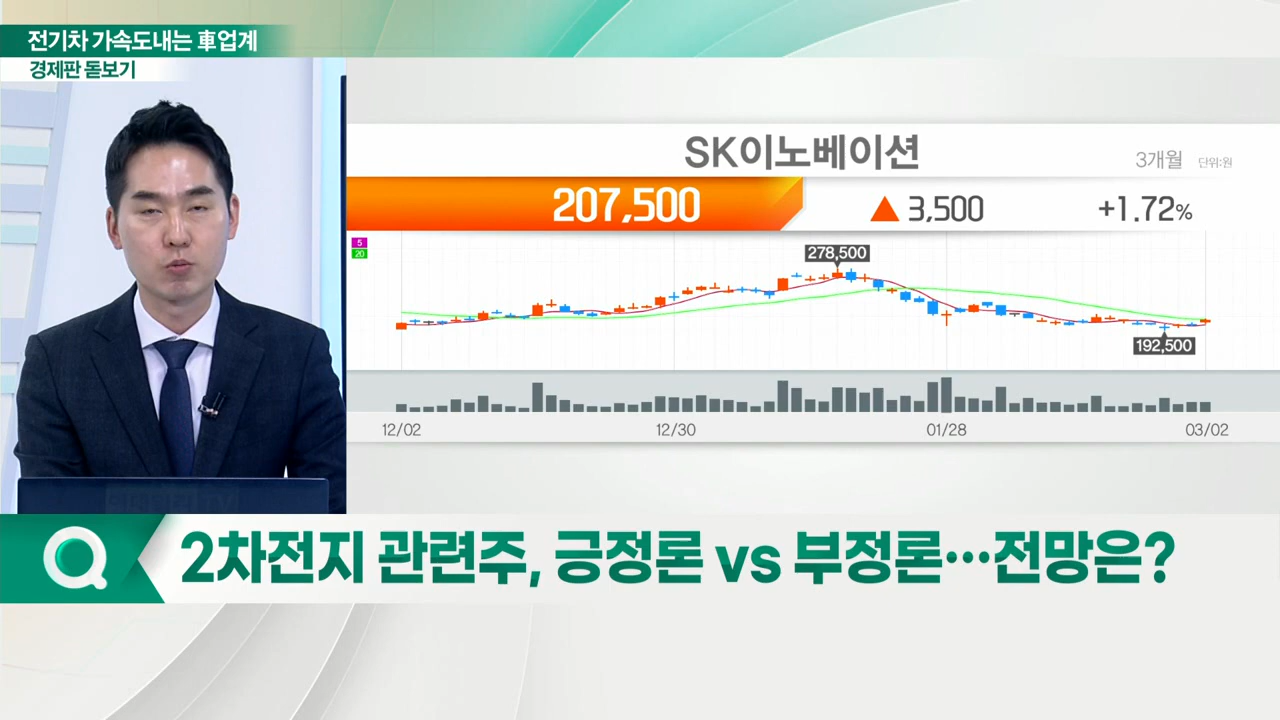 전기차 가속도내는 車업계
경제판 돋보기
SK이노베이션
3개월 단위:원
207,500 ▲ 3,500 +1.72%
5
20
278,500
192,500
12/02 12/30 01/28 03/02
Q 2차전지 관련주, 긍정론 vs 부정론…전망은?